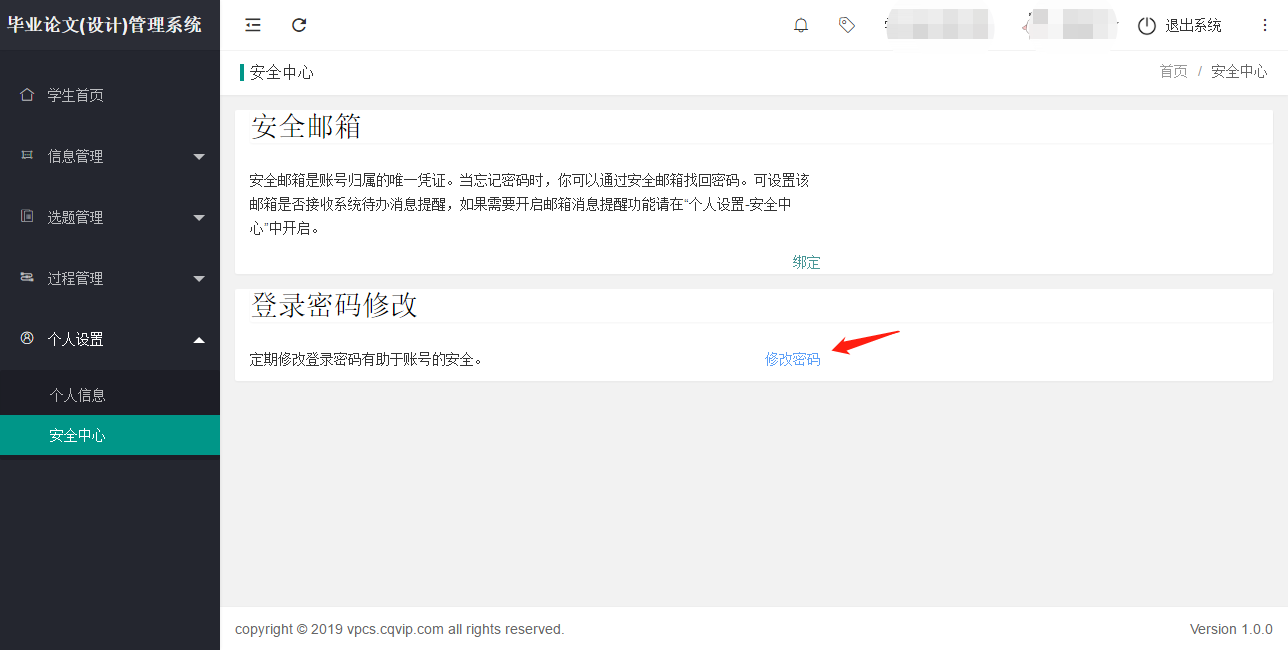 毕业论文(设计)管理系统
退出系统
学生首页
信息管理
选题管理
过程管理
个人设置
个人信息
安全中心
安全中心
首页 / 安全中心
安全邮箱
安全邮箱是账号归属的唯一凭证。当忘记密码时，你可以通过安全邮箱找回密码。可设置该
邮箱是否接收系统待办消息提醒，如果需要开启邮箱消息提醒功能请在“个人设置-安全中
心”中开启。
绑定
登录密码修改
定期修改登录密码有助于账号的安全。
修改密码
copyright © 2019 vpcs.cqvip.com all rights reserved.
Version 1.0.0